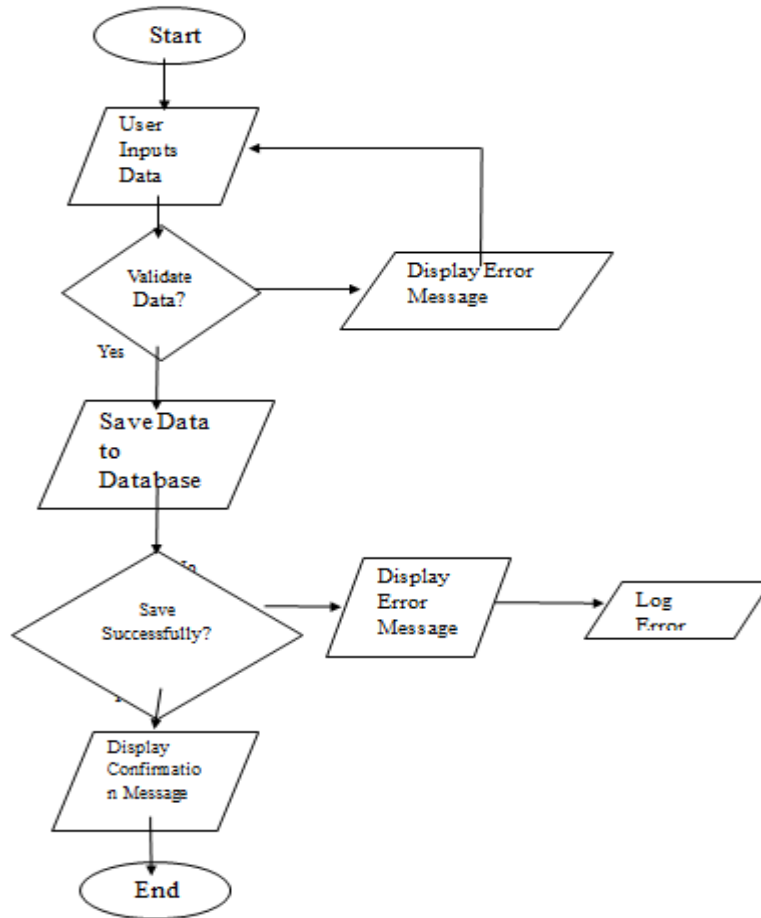 Start
User
Inputs
Data
Validate
Data?
Display Error
Message
Yes
Save Data
to
Database
Save
Successfully?
Display
Error
Message
Log
Error
Display
Confirmatio
n Message
End